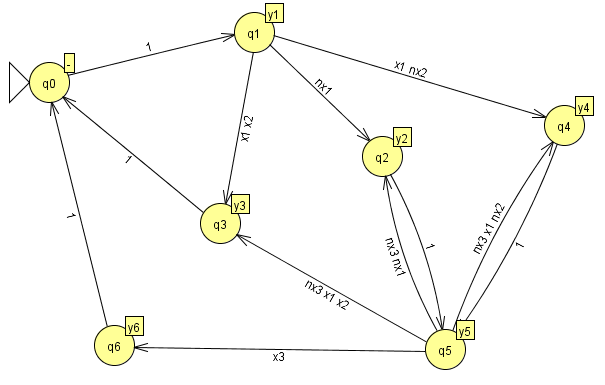 y1
q1
-
q0
1
x1 nx2
nx1
y4
q4
x1 x2
y2
q2
1
y3
q3
nx3 x1 nx2
1
nx3 nx1
1
1
nx3 x1 x2
y6
q6
x3
y5
q5